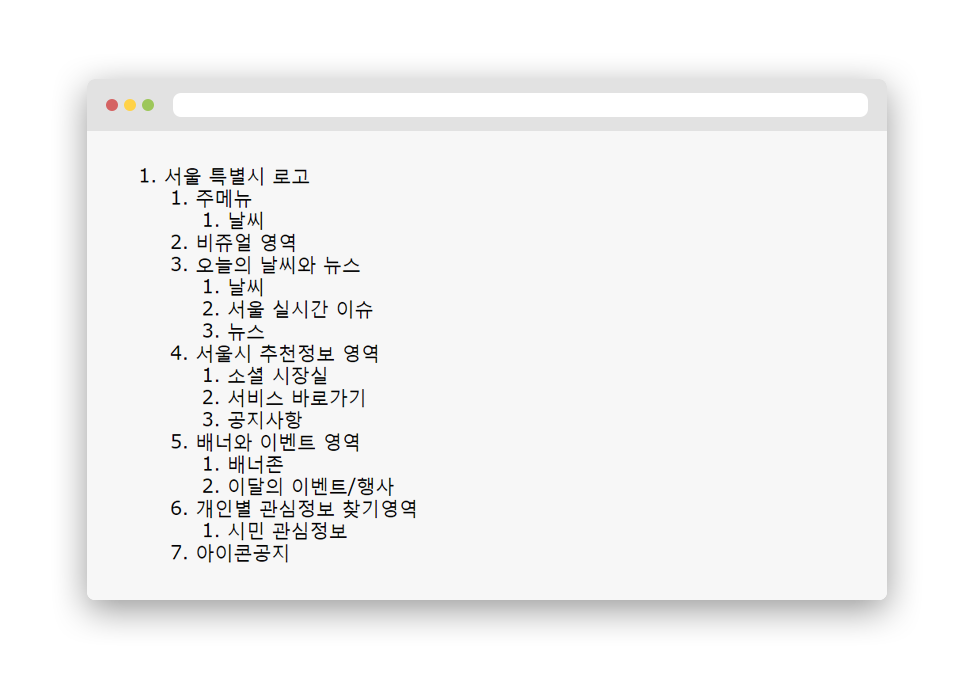 1. 서울 특별시 로고
1. 주메뉴
1. 날씨
2. 비쥬얼 영역
3. 오늘의 날씨와 뉴스
1. 날씨
2. 서울 실시간 이슈
3. 뉴스
4. 서울시 추천정보 영역
1. 소셜 시장실
2. 서비스 바로가기
3. 공지사항
5. 배너와 이벤트 영역
1. 배너존
2. 이달의 이벤트/행사
6. 개인별 관심정보 찾기영역
1. 시민 관심정보
7. 아이콘공지